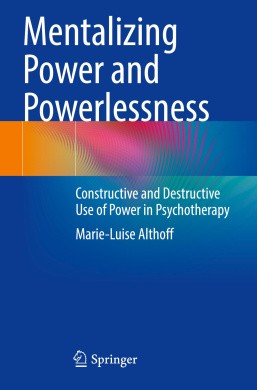 Mentalizing
Power and
Powerlessness
Constructive and Destructive
Use of Power in Psychotherapy
Marie-Luise Althoff
Springer